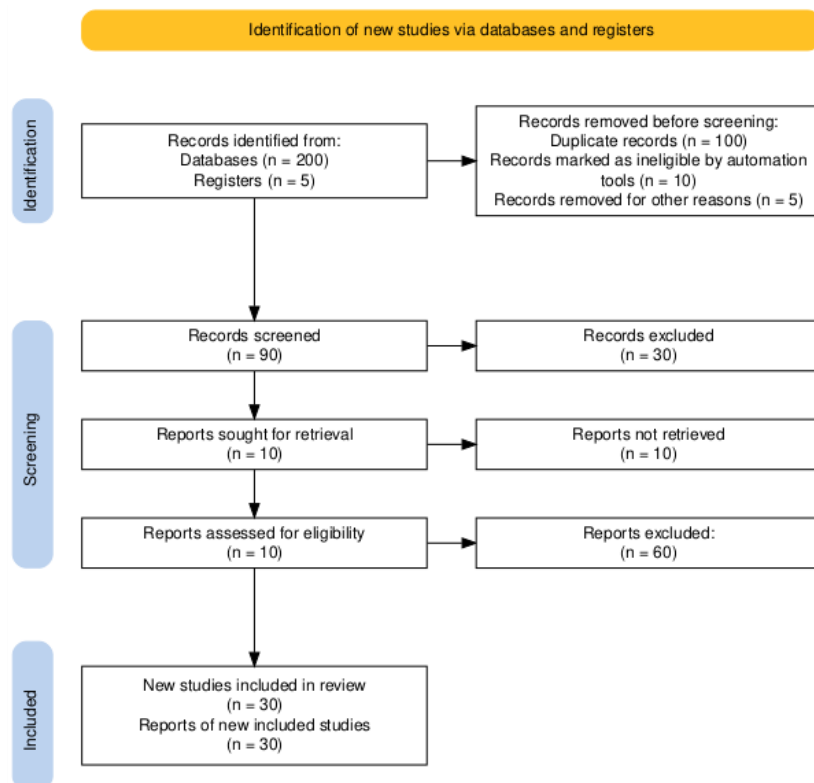 Identification of new studies via databases and registers
Identification
Records identified from:
Databases (n = 200)
Registers (n = 5)
Records removed before screening:
Duplicate records (n = 100)
Records marked as ineligible by automation
tools (n = 10)
Records removed for other reasons (n = 5)
Screening
Records screened
(n = 90)
Records excluded
(n = 30)
Reports sought for retrieval
(n = 10)
Reports not retrieved
(n = 10)
Reports assessed for eligibility
(n = 10)
Reports excluded:
(n = 60)
Included
New studies included in review
(n = 30)
Reports of new included studies
(n = 30)